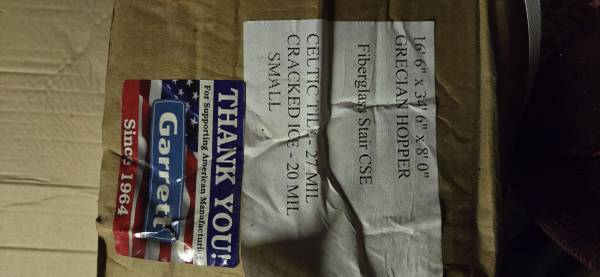 16' 6" x 34' 6" x 8' 0"
GRECIAN HOPPER
Fiberglass Stair CSE
CELTIC TILE - 27 MIL
CRACKED ICE - 20 MIL
SMALL
THANK YOU!
For Supporting American Manufacturing
Garrett
Since 1964